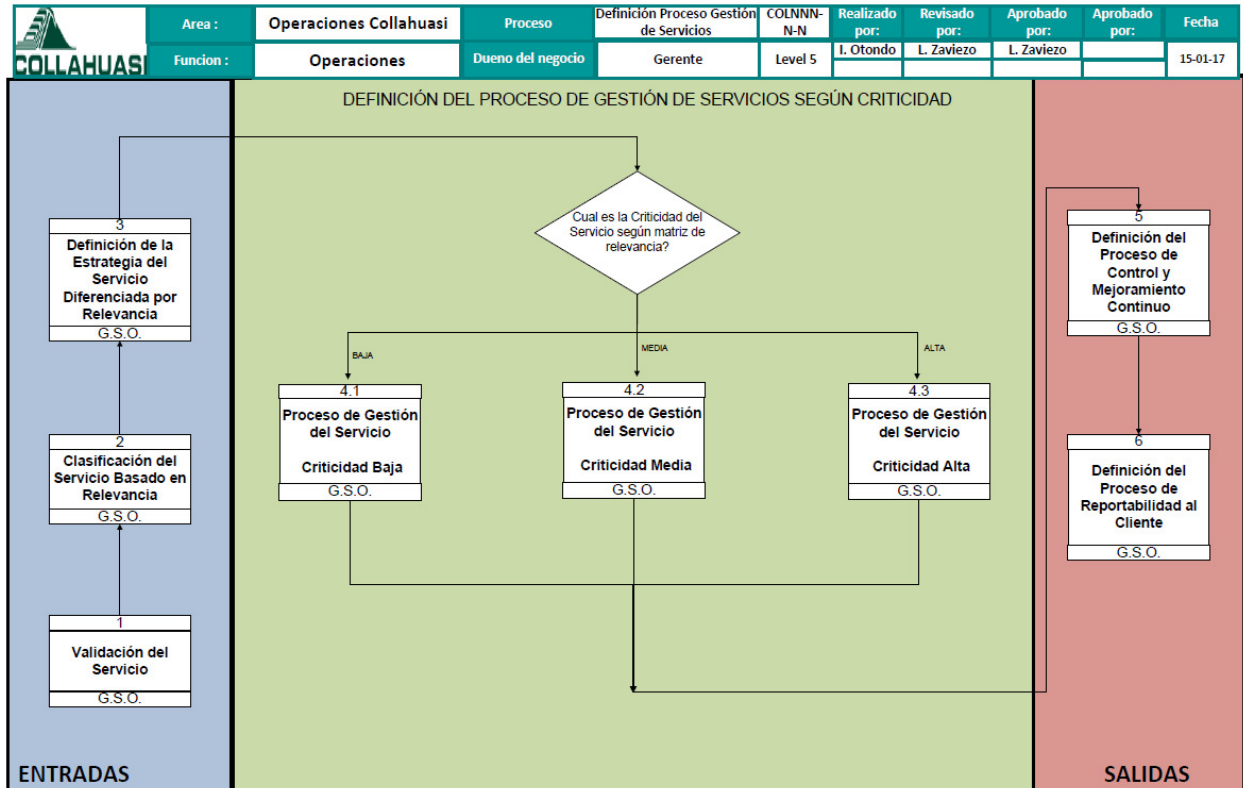 COLLAHUASI
Area :
Operaciones Collahuasi
Proceso
Definición Proceso Gestión
de Servicios
COLNNN-
N-N
Realizado
por:
Revisado
por:
Aprobado
por:
Aprobado
por:
Fecha
Funcion :
Operaciones
Dueno del negocio
Gerente
Level 5
I. Otondo
L. Zaviezo
L. Zaviezo
15-01-17
DEFINICIÓN DEL PROCESO DE GESTIÓN DE SERVICIOS SEGÚN CRITICIDAD
3
Definición de la
Estrategia del
Servicio
Diferenciada por
Relevancia
G.S.O.
2
Clasificación del
Servicio Basado en
Relevancia
G.S.O.
1
Validación del
Servicio
G.S.O.
ENTRADAS
Cual es la Criticidad del
Servicio según matriz de
relevancia?
BAJA
MEDIA
ALTA
4.1
Proceso de Gestión
del Servicio
Criticidad Baja
G.S.O.
4.2
Proceso de Gestión
del Servicio
Criticidad Media
G.S.O.
4.3
Proceso de Gestión
del Servicio
Criticidad Alta
G.S.O.
5
Definición del
Proceso de
Control y
Mejoramiento
Continuo
G.S.O.
6
Definición del
Proceso de
Reportabilidad al
Cliente
G.S.O.
SALIDAS